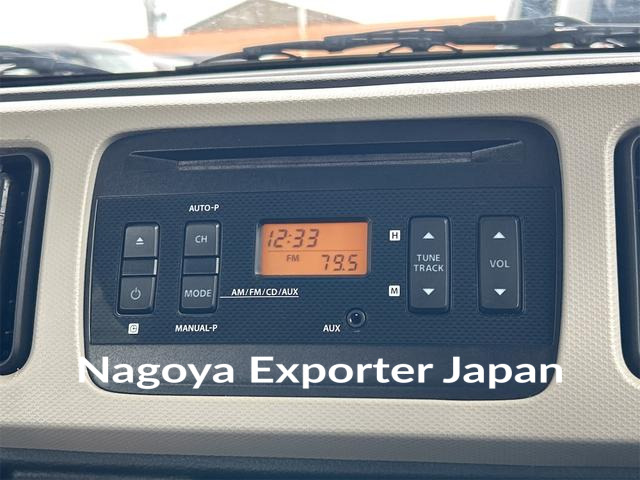 AUTO-P
CH
12:33
FM
79.5
H
TUNE
TRACK
VOL
MODE
AM/FM/CD/AUX
M
MANUAL-P
AUX
Nagoya Exporter Japan